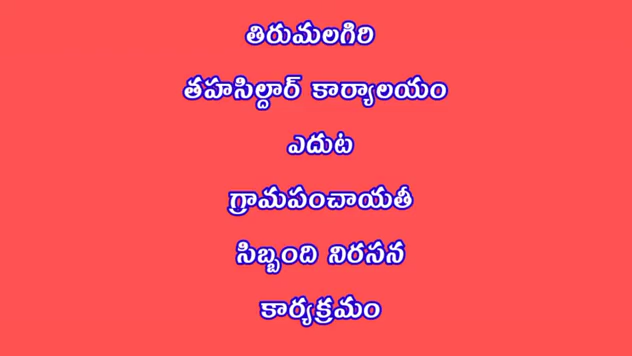 తిరుమలగిరి
తహసిల్దార్ కార్యాలయం
ఎదుట
గ్రామపంచాయతీ
సిబ్బంది నిరసన
కార్యక్రమం